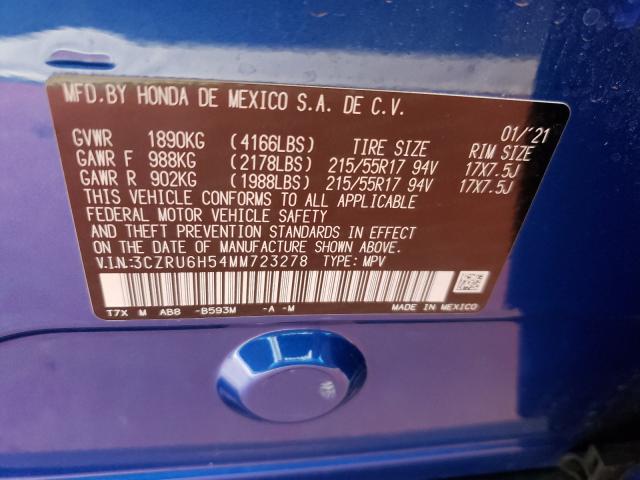 MFD.BY HONDA DE MEXICO S.A. DE C.V.
01/'21
GVWR 1890KG (4166LBS) TIRE SIZE RIM SIZE
GAWR F 988KG (2178LBS) 215/55R17 94V 17X7.5J
GAWR R 902KG (1988LBS) 215/55R17 94V 17X7.5J
THIS VEHICLE CONFORMS TO ALL APPLICABLE
FEDERAL MOTOR VEHICLE SAFETY
AND THEFT PREVENTION STANDARDS IN EFFECT
ON THE DATE OF MANUFACTURE SHOWN ABOVE.
V.I.N:3CZRU6H54MM723278 TYPE: MPV
T7X M AB8 -B593M -A -M MADE IN MEXICO